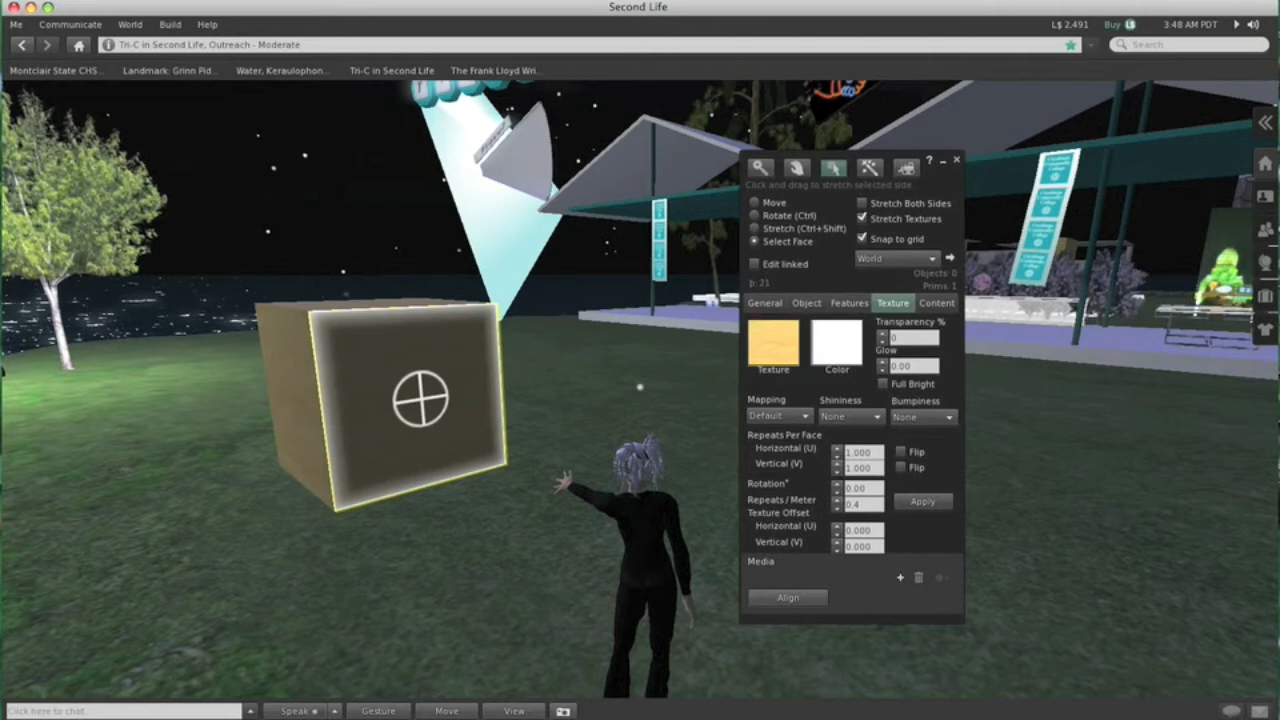 Second Life
Me Communicate World Build Help L$ 2,491 Buy L$ 3:48 AM PDT
Tri-C in Second Life, Outreach - Moderate Search
Montclair State CHS... Landmark: Grinn Pid... Water, Keraulophon... Tri-C in Second Life The Frank Lloyd Wri...
?
Click and drag to stretch selected side.
Move Stretch Both Sides
Rotate (Ctrl) Stretch Textures
Stretch (Ctrl+Shift)
Select Face Snap to grid
Edit linked World
Objects: 0
þ: 21 Prims: 1
General Object Features Texture Content
Transparency %
0
Glow
0.00
Texture Color
Full Bright
Mapping Shininess Bumpiness
Default None None
Repeats Per Face
Horizontal (U) 1.000 Flip
Vertical (V) 1.000 Flip
Rotation° 0.00
Repeats / Meter 0.4 Apply
Texture Offset
Horizontal (U) 0.000
Vertical (V) 0.000
Media
Align
Click here to chat. Speak Gesture Move View